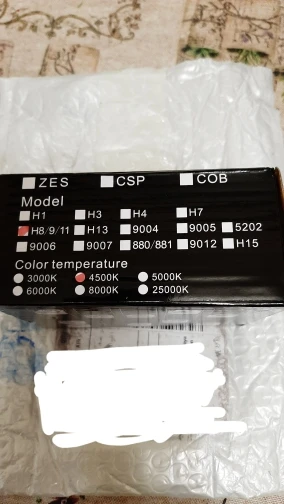 ZES CSP COB
Model
H1 H3 H4 H7
H8/9/11 H13 9004 9005 5202
9006 9007 880/881 9012 H15
Color temperature
3000K 4500K 5000K
6000K 8000K 25000K